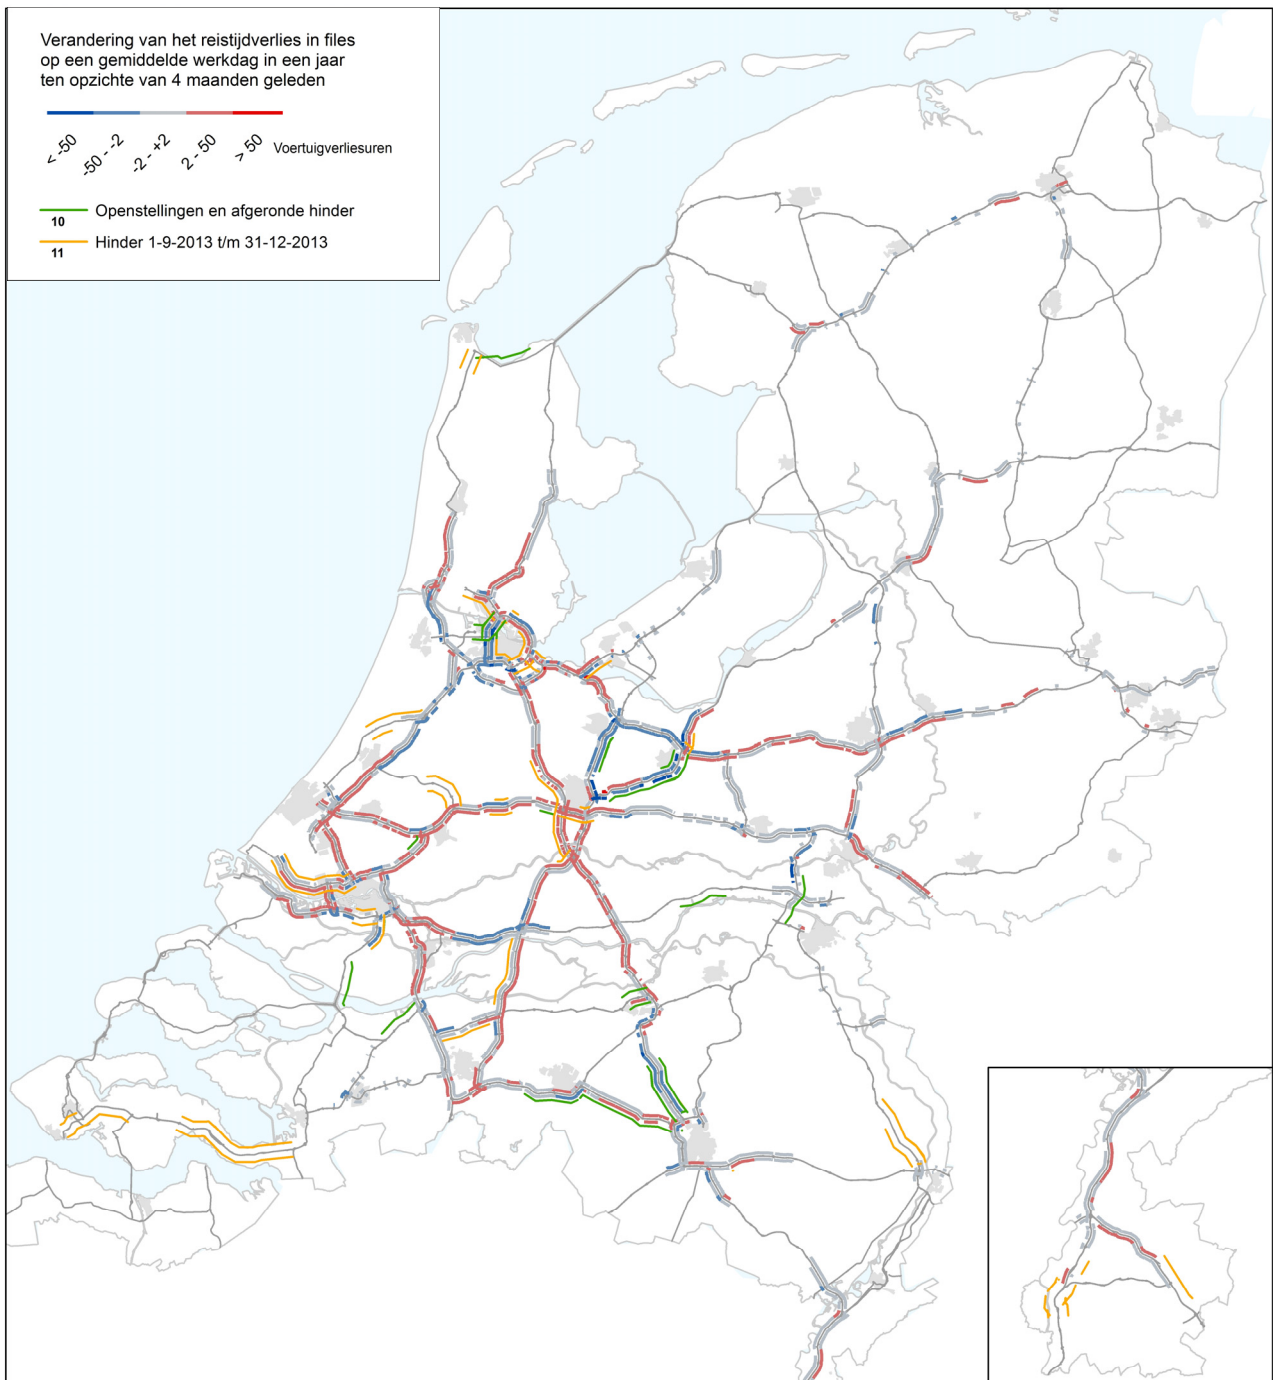 Verandering van het reistijdverlies in files
op een gemiddelde werkdag in een jaar
ten opzichte van 4 maanden geleden
< -50
-50 - -2
-2 - +2
2 - 50
> 50
Voertuigverliesuren
Openstellingen en afgeronde hinder
10
Hinder 1-9-2013 t/m 31-12-2013
11